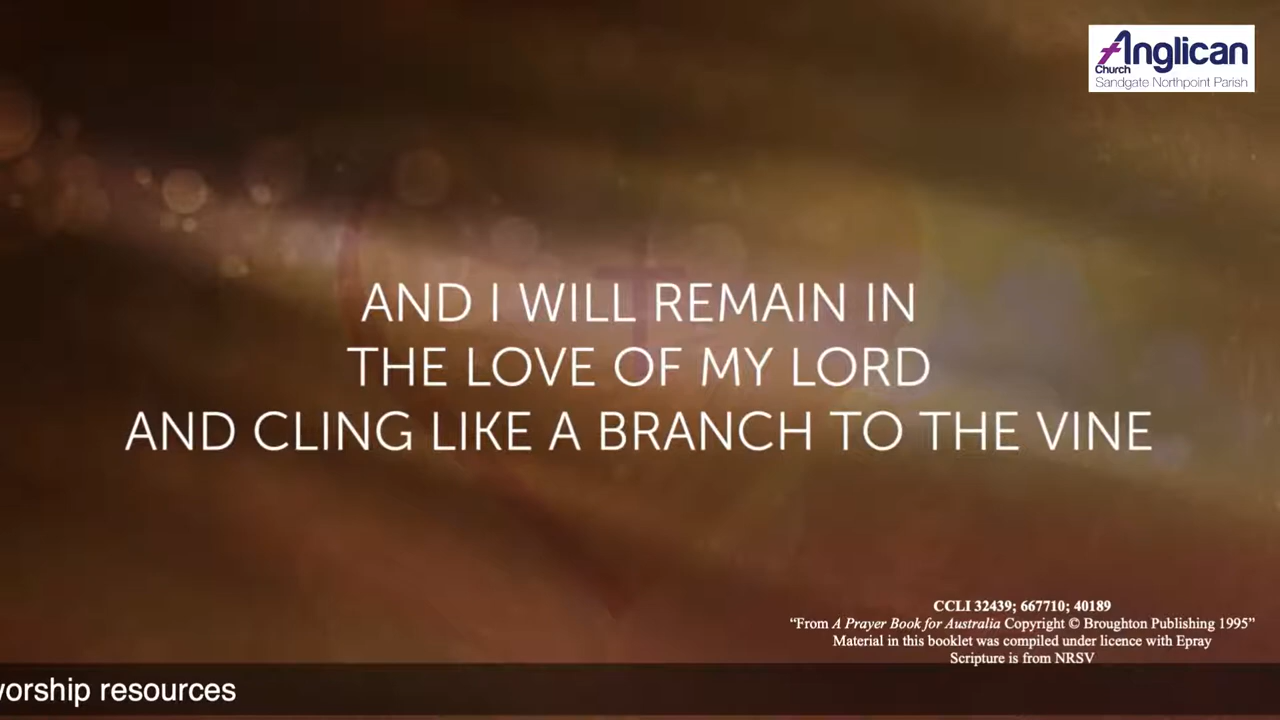 Anglican
Church
Sandgate Northpoint Parish
AND I WILL REMAIN IN
THE LOVE OF MY LORD
AND CLING LIKE A BRANCH TO THE VINE
CCLI 32439; 667710; 40189
“From A Prayer Book for Australia Copyright © Broughton Publishing 1995”
Material in this booklet was compiled under licence with Epray
Scripture is from NRSV
worship resources